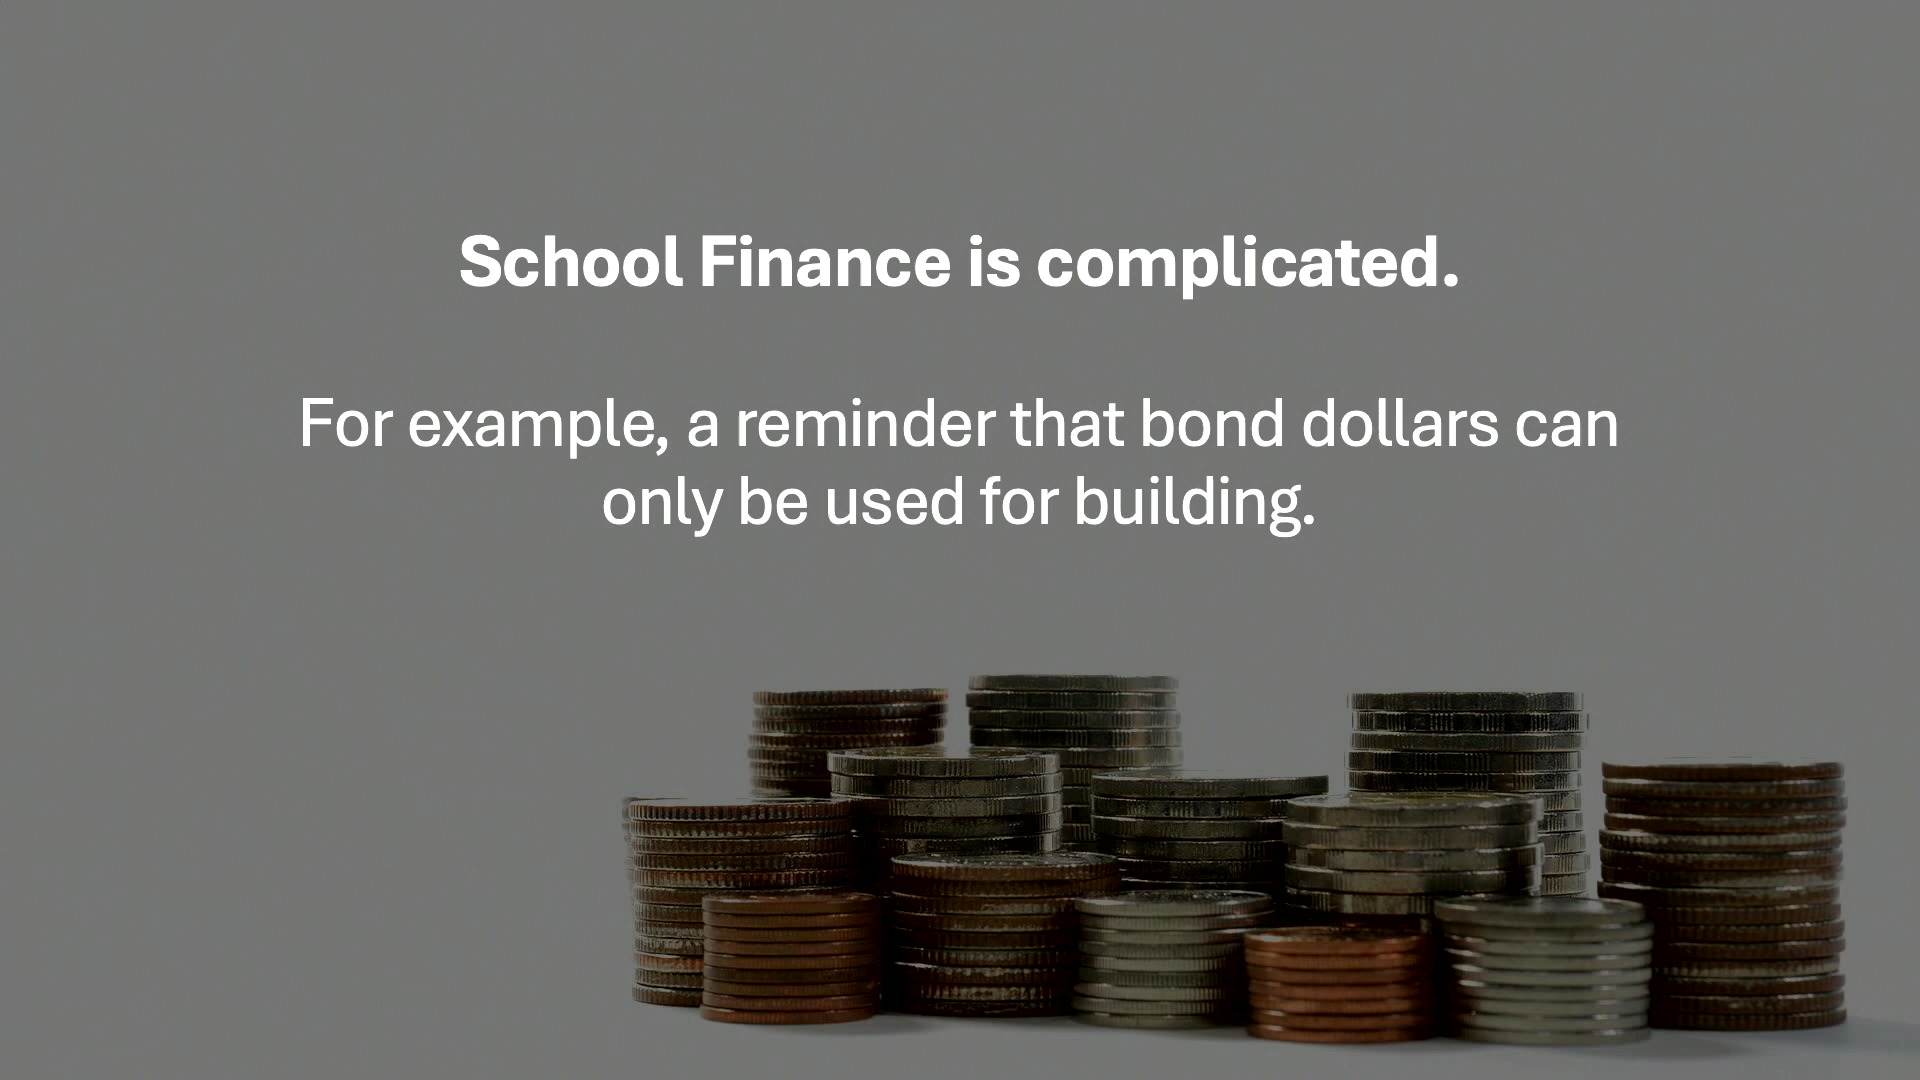 School Finance is complicated.
For example, a reminder that bond dollars can
only be used for building.